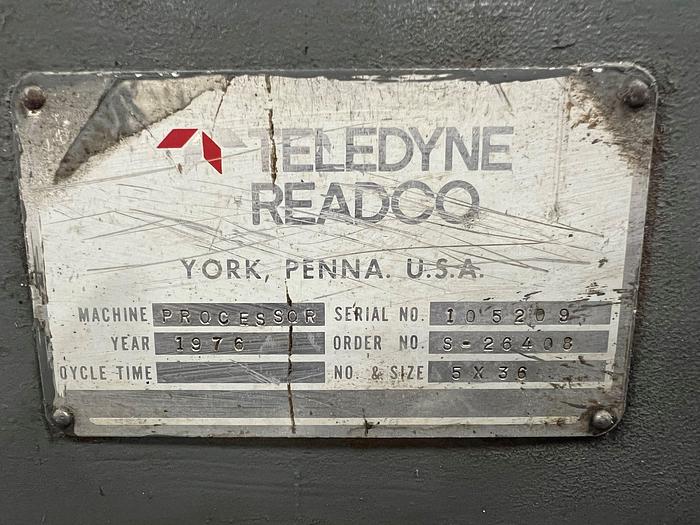 TELEDYNE
READCO
YORK, PENNA. U.S.A.
MACHINE PROCESSOR SERIAL NO. 105209
YEAR 1976 ORDER NO. S-26408
CYCLE TIME NO. & SIZE 5 X 36